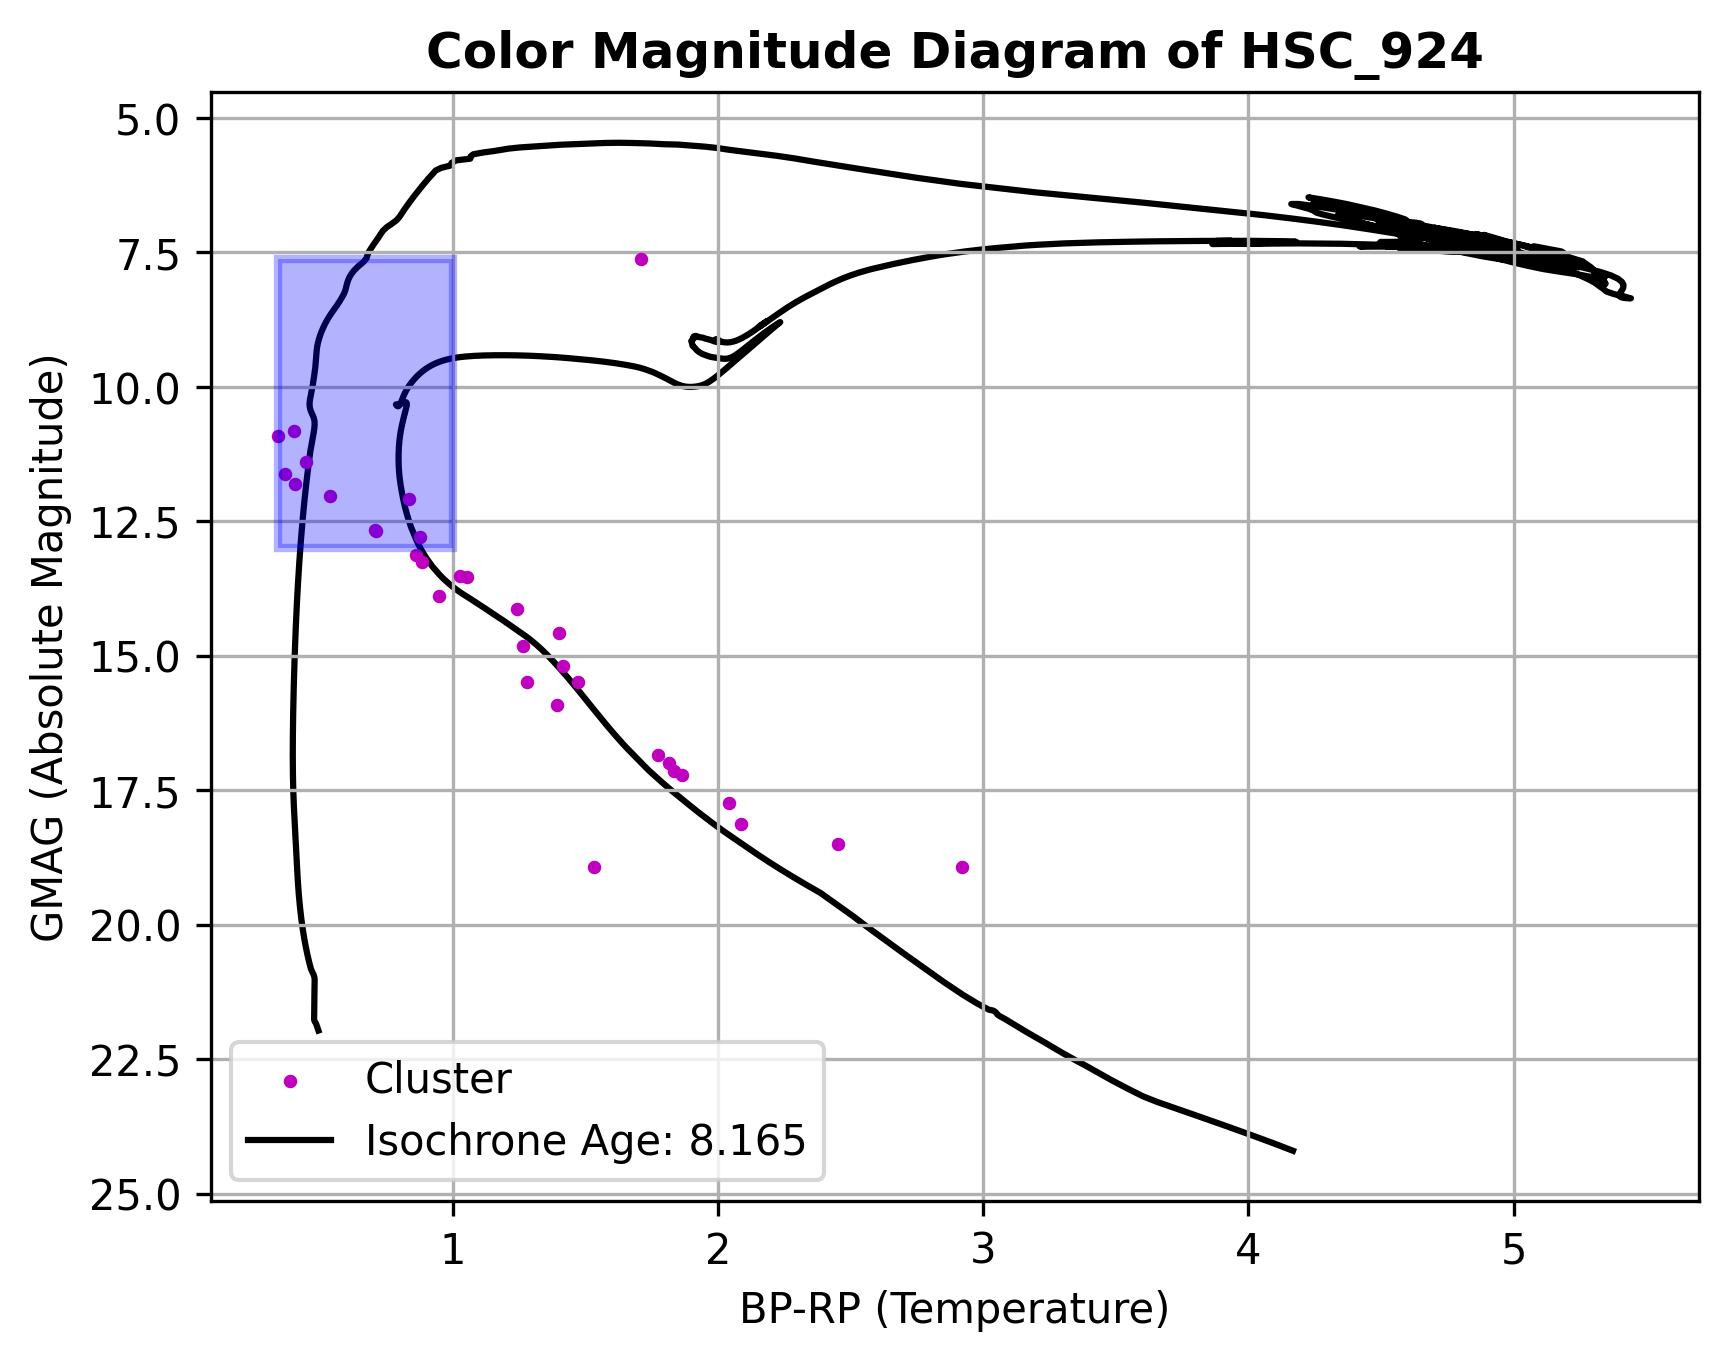 Color Magnitude Diagram of HSC_924
GMAG (Absolute Magnitude)
5.0
7.5
10.0
12.5
15.0
17.5
20.0
22.5
25.0
Cluster
Isochrone Age: 8.165
1 2 3 4 5
BP-RP (Temperature)